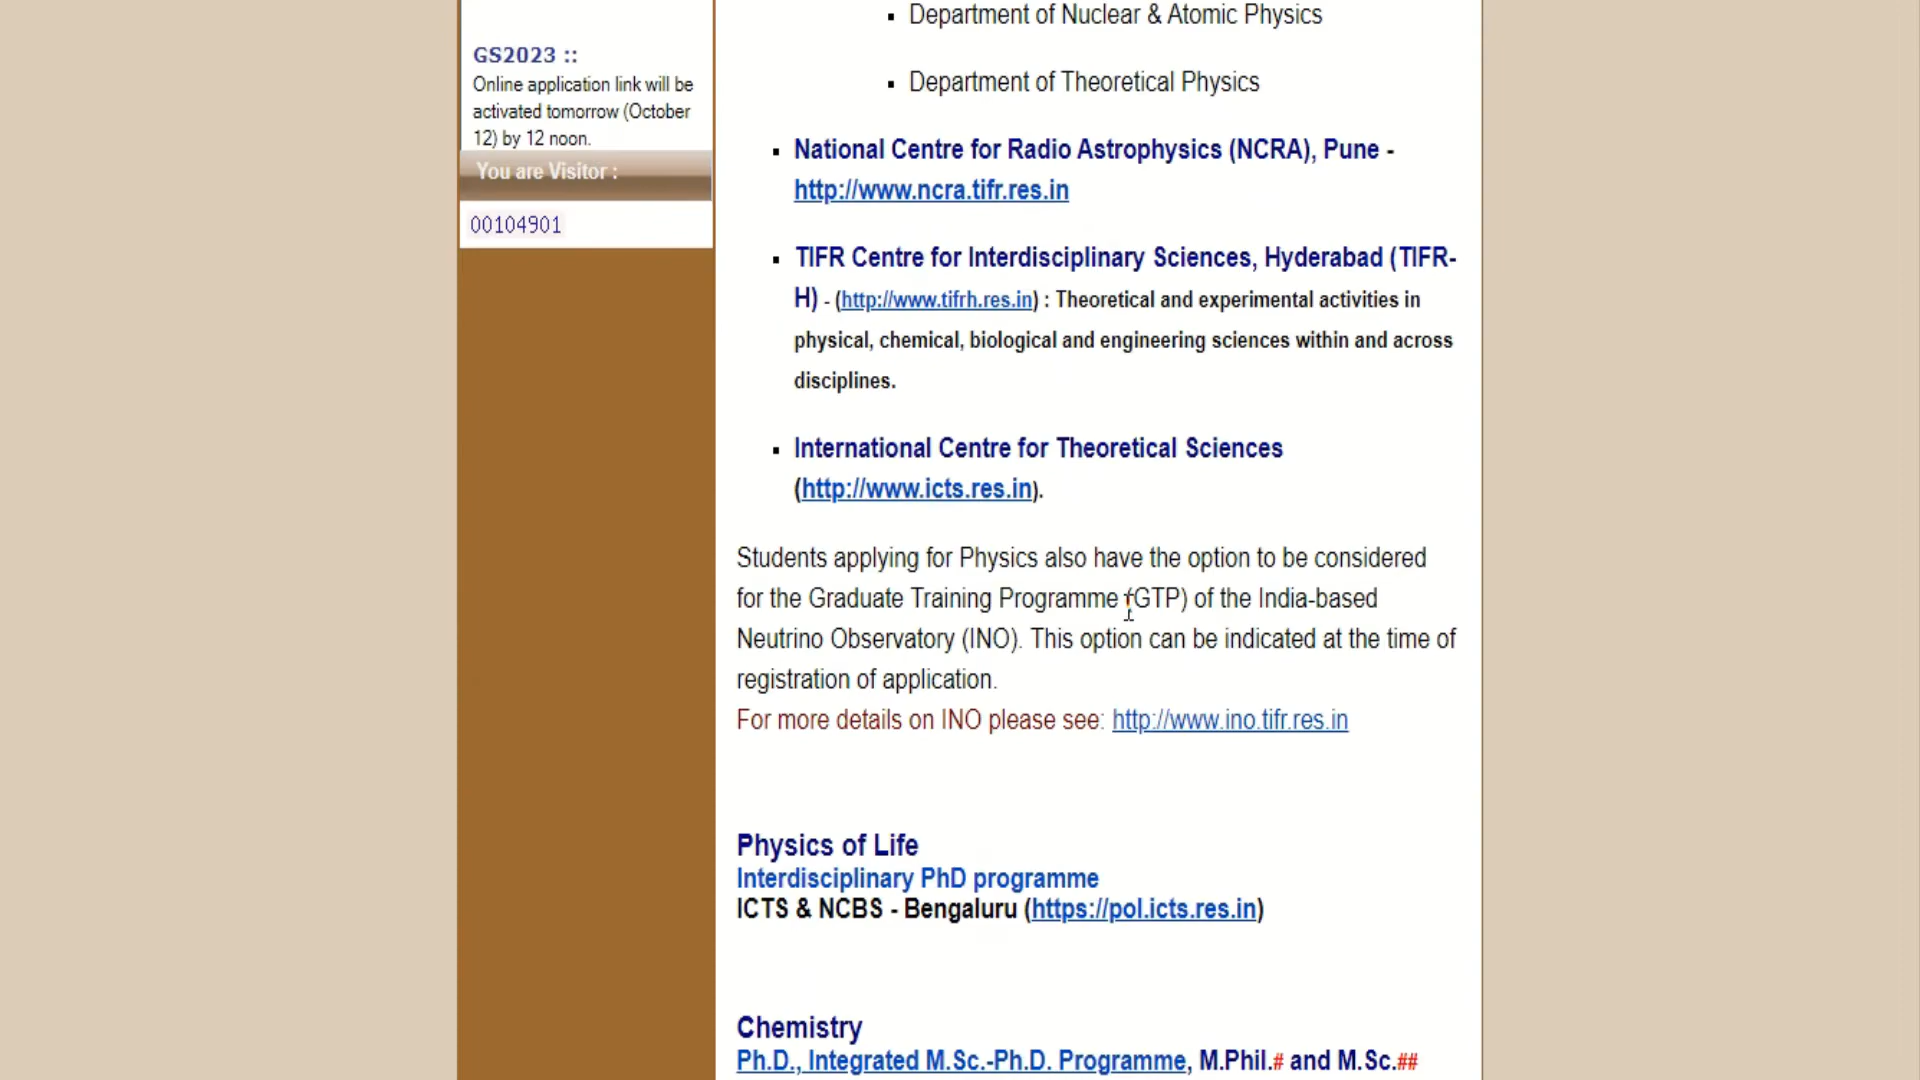 GS2023 ::
Online application link will be
activated tomorrow (October
12) by 12 noon.
You are Visitor :
00104901
Department of Nuclear & Atomic Physics
Department of Theoretical Physics
National Centre for Radio Astrophysics (NCRA), Pune -
http://www.ncra.tifr.res.in
TIFR Centre for Interdisciplinary Sciences, Hyderabad (TIFR-
H) - (http://www.tifrh.res.in) : Theoretical and experimental activities in
physical, chemical, biological and engineering sciences within and across
disciplines.
International Centre for Theoretical Sciences
(http://www.icts.res.in).
Students applying for Physics also have the option to be considered
for the Graduate Training Programme (GTP) of the India-based
Neutrino Observatory (INO). This option can be indicated at the time of
registration of application.
For more details on INO please see: http://www.ino.tifr.res.in
Physics of Life
Interdisciplinary PhD programme
ICTS & NCBS - Bengaluru (https://pol.icts.res.in)
Chemistry
Ph.D., Integrated M.Sc.-Ph.D. Programme, M.Phil.# and M.Sc.##